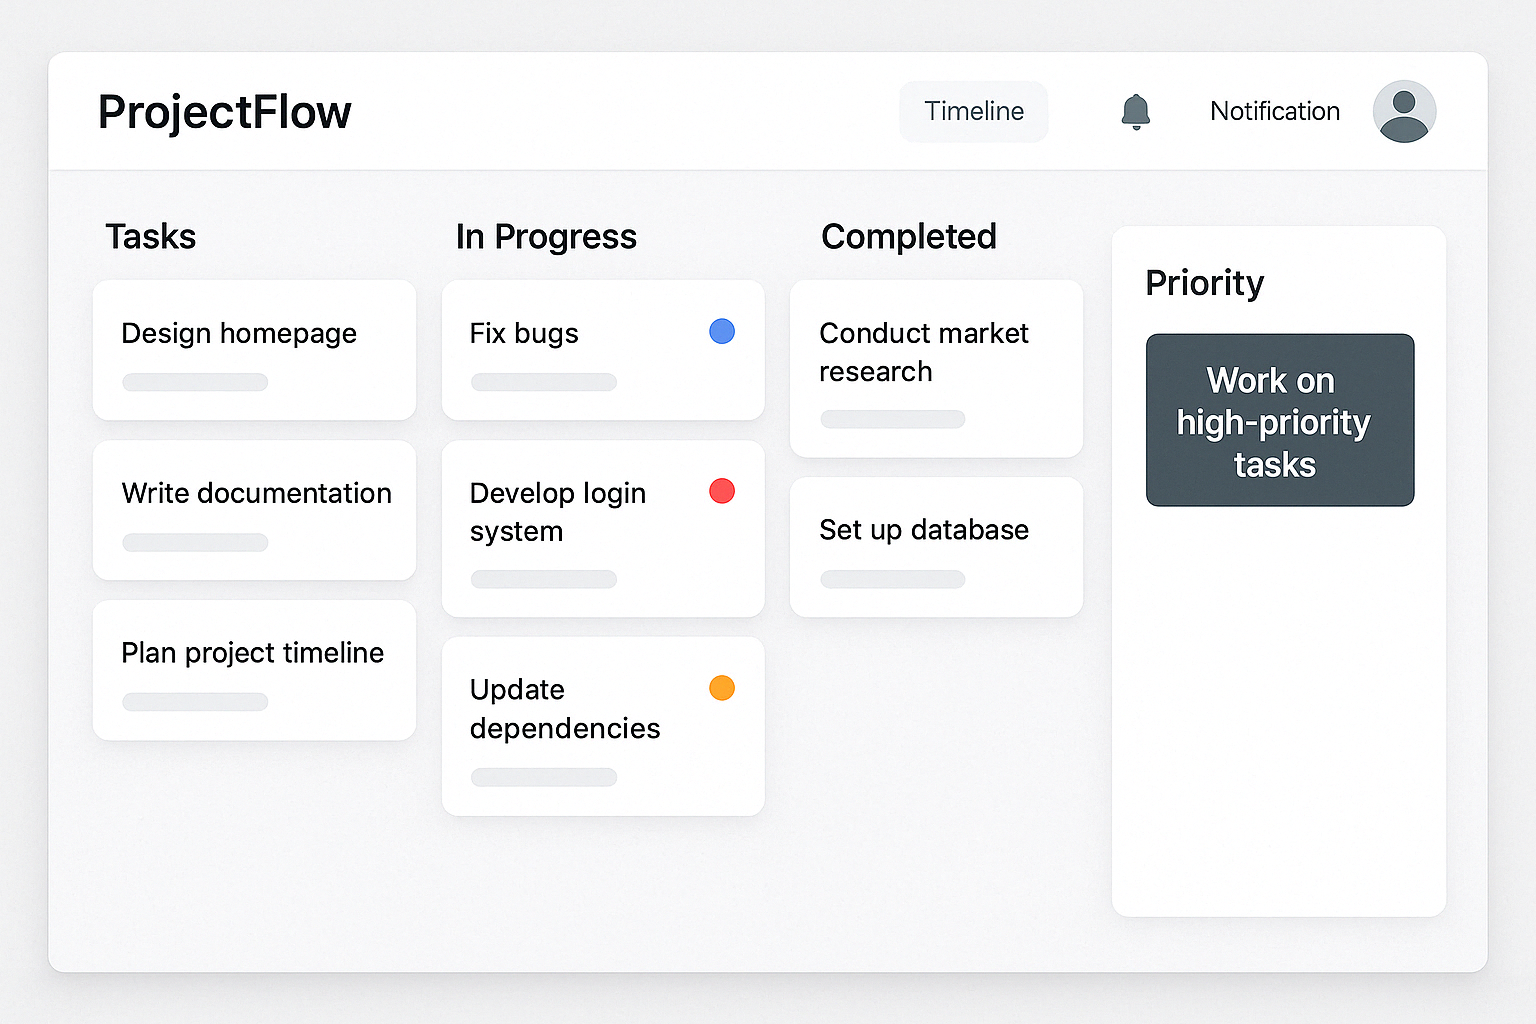 ProjectFlow
Timeline
Notification
Tasks
Design homepage
Write documentation
Plan project timeline
In Progress
Fix bugs
Develop login
system
Update
dependencies
Completed
Conduct market
research
Set up database
Priority
Work on
high-priority
tasks